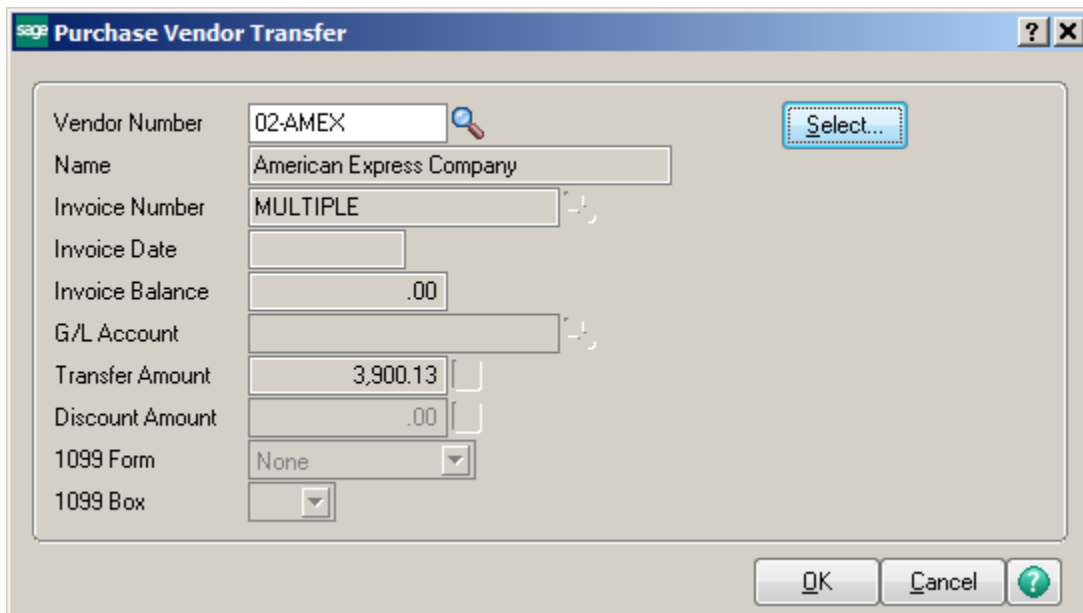 sage Purchase Vendor Transfer ? X
Vendor Number 02-AMEX Select...
Name American Express Company
Invoice Number MULTIPLE
Invoice Date
Invoice Balance .00
G/L Account
Transfer Amount 3,900.13
Discount Amount .00
1099 Form None
1099 Box
OK Cancel ?